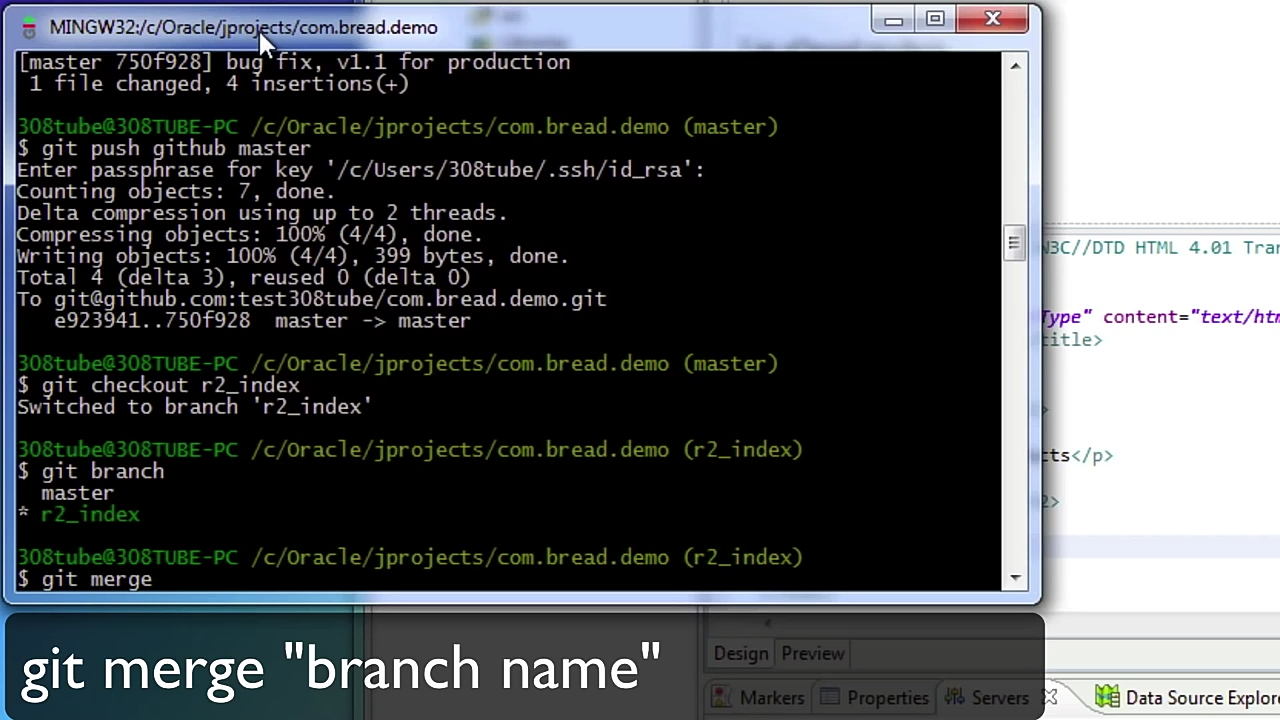 MINGW32:/c/Oracle/jprojects/com.bread.demo
[master 750f928] bug fix, v1.1 for production
1 file changed, 4 insertions(+)
308tube@308TUBE-PC /c/Oracle/jprojects/com.bread.demo (master)
$ git push github master
Enter passphrase for key '/c/Users/308tube/.ssh/id_rsa':
Counting objects: 7, done.
Delta compression using up to 2 threads.
Compressing objects: 100% (4/4), done.
Writing objects: 100% (4/4), 399 bytes, done.
Total 4 (delta 3), reused 0 (delta 0)
To git@github.com:test308tube/com.bread.demo.git
e923941..750f928  master -> master
308tube@308TUBE-PC /c/Oracle/jprojects/com.bread.demo (master)
$ git checkout r2_index
Switched to branch 'r2_index'
308tube@308TUBE-PC /c/Oracle/jprojects/com.bread.demo (r2_index)
$ git branch
master
* r2_index
308tube@308TUBE-PC /c/Oracle/jprojects/com.bread.demo (r2_index)
$ git merge
N3C//DTD HTML 4.01 Tran
Type" content="text/htm
title>
>
cts</p>
2>
git merge "branch name"
Design Preview
Markers Properties Servers Data Source Explore